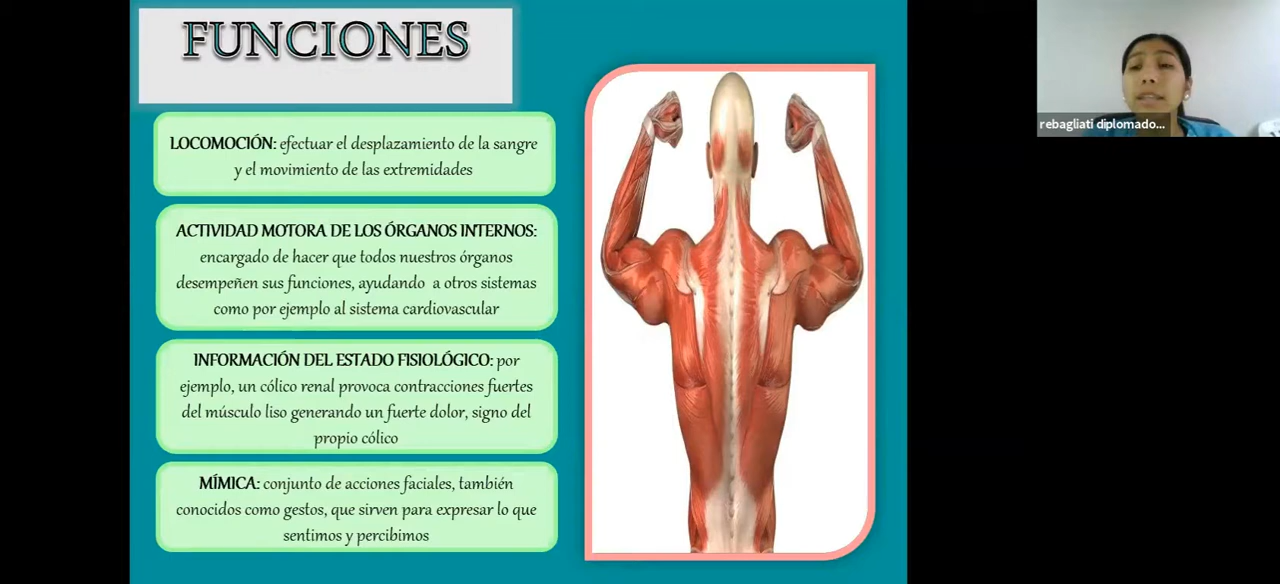 FUNCIONES
LOCOMOCIÓN: efectuar el desplazamiento de la sangre
y el movimiento de las extremidades
ACTIVIDAD MOTORA DE LOS ÓRGANOS INTERNOS:
encargado de hacer que todos nuestros órganos
desempeñen sus funciones, ayudando a otros sistemas
como por ejemplo al sistema cardiovascular
INFORMACIÓN DEL ESTADO FISIOLÓGICO: por
ejemplo, un cólico renal provoca contracciones fuertes
del músculo liso generando un fuerte dolor, signo del
propio cólico
MÍMICA: conjunto de acciones faciales, también
conocidos como gestos, que sirven para expresar lo que
sentimos y percibimos
rebagliati diplomado...